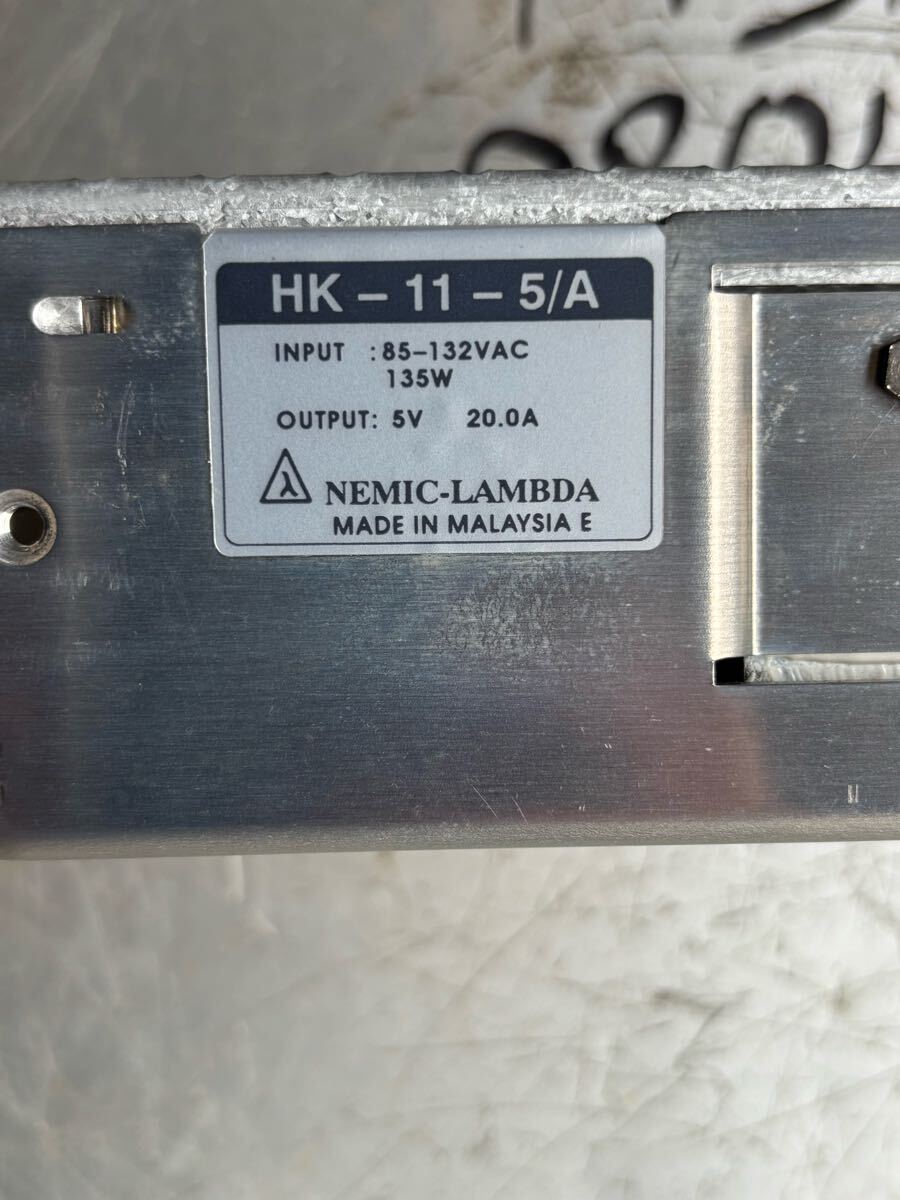 HK – 11 – 5/A
INPUT : 85–132VAC
135W
OUTPUT: 5V 20.0A
λ NEMIC-LAMBDA
MADE IN MALAYSIA E